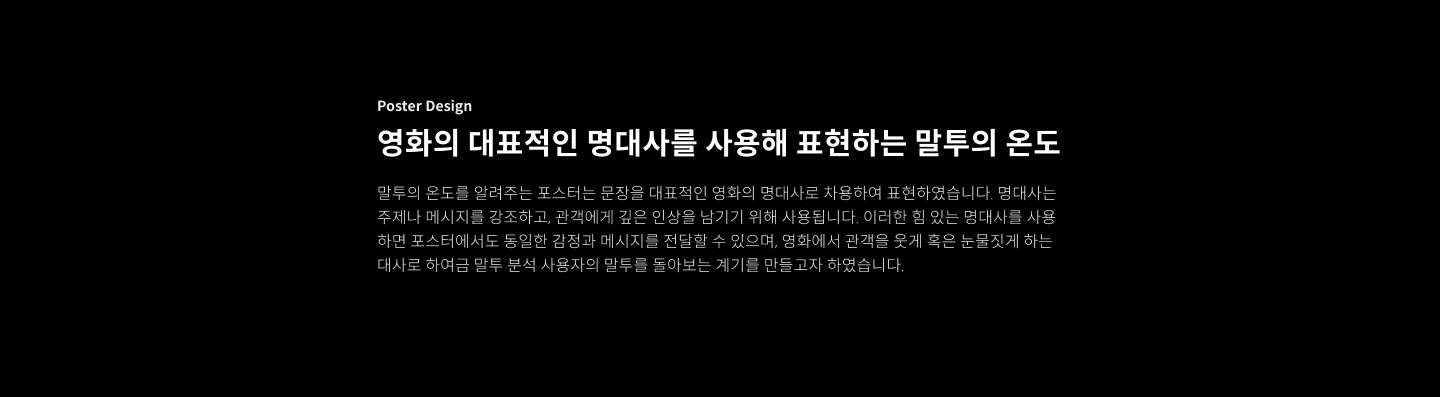 Poster Design
영화의 대표적인 명대사를 사용해 표현하는 말투의 온도
말투의 온도를 알려주는 포스터는 문장을 대표적인 영화의 명대사로 차용하여 표현하였습니다. 명대사는
주제나 메시지를 강조하고, 관객에게 깊은 인상을 남기기 위해 사용됩니다. 이러한 힘 있는 명대사를 사용
하면 포스터에서도 동일한 감정과 메시지를 전달할 수 있으며, 영화에서 관객을 웃게 혹은 눈물짓게 하는
대사로 하여금 말투 분석 사용자의 말투를 돌아보는 계기를 만들고자 하였습니다.